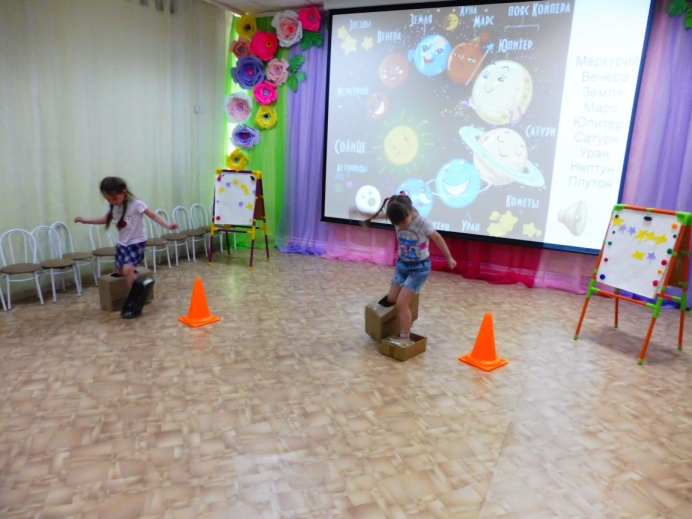 Звезды
Земля
Луна
Марс
пояс Койпера
Венера
Юпитер
Меркурий
Солнце
Сатурн
Астероиды
Кометы
Уран
Меркурий
Венера
Земля
Марс
Юпитер
Сатурн
Уран
Нептун
Плутон